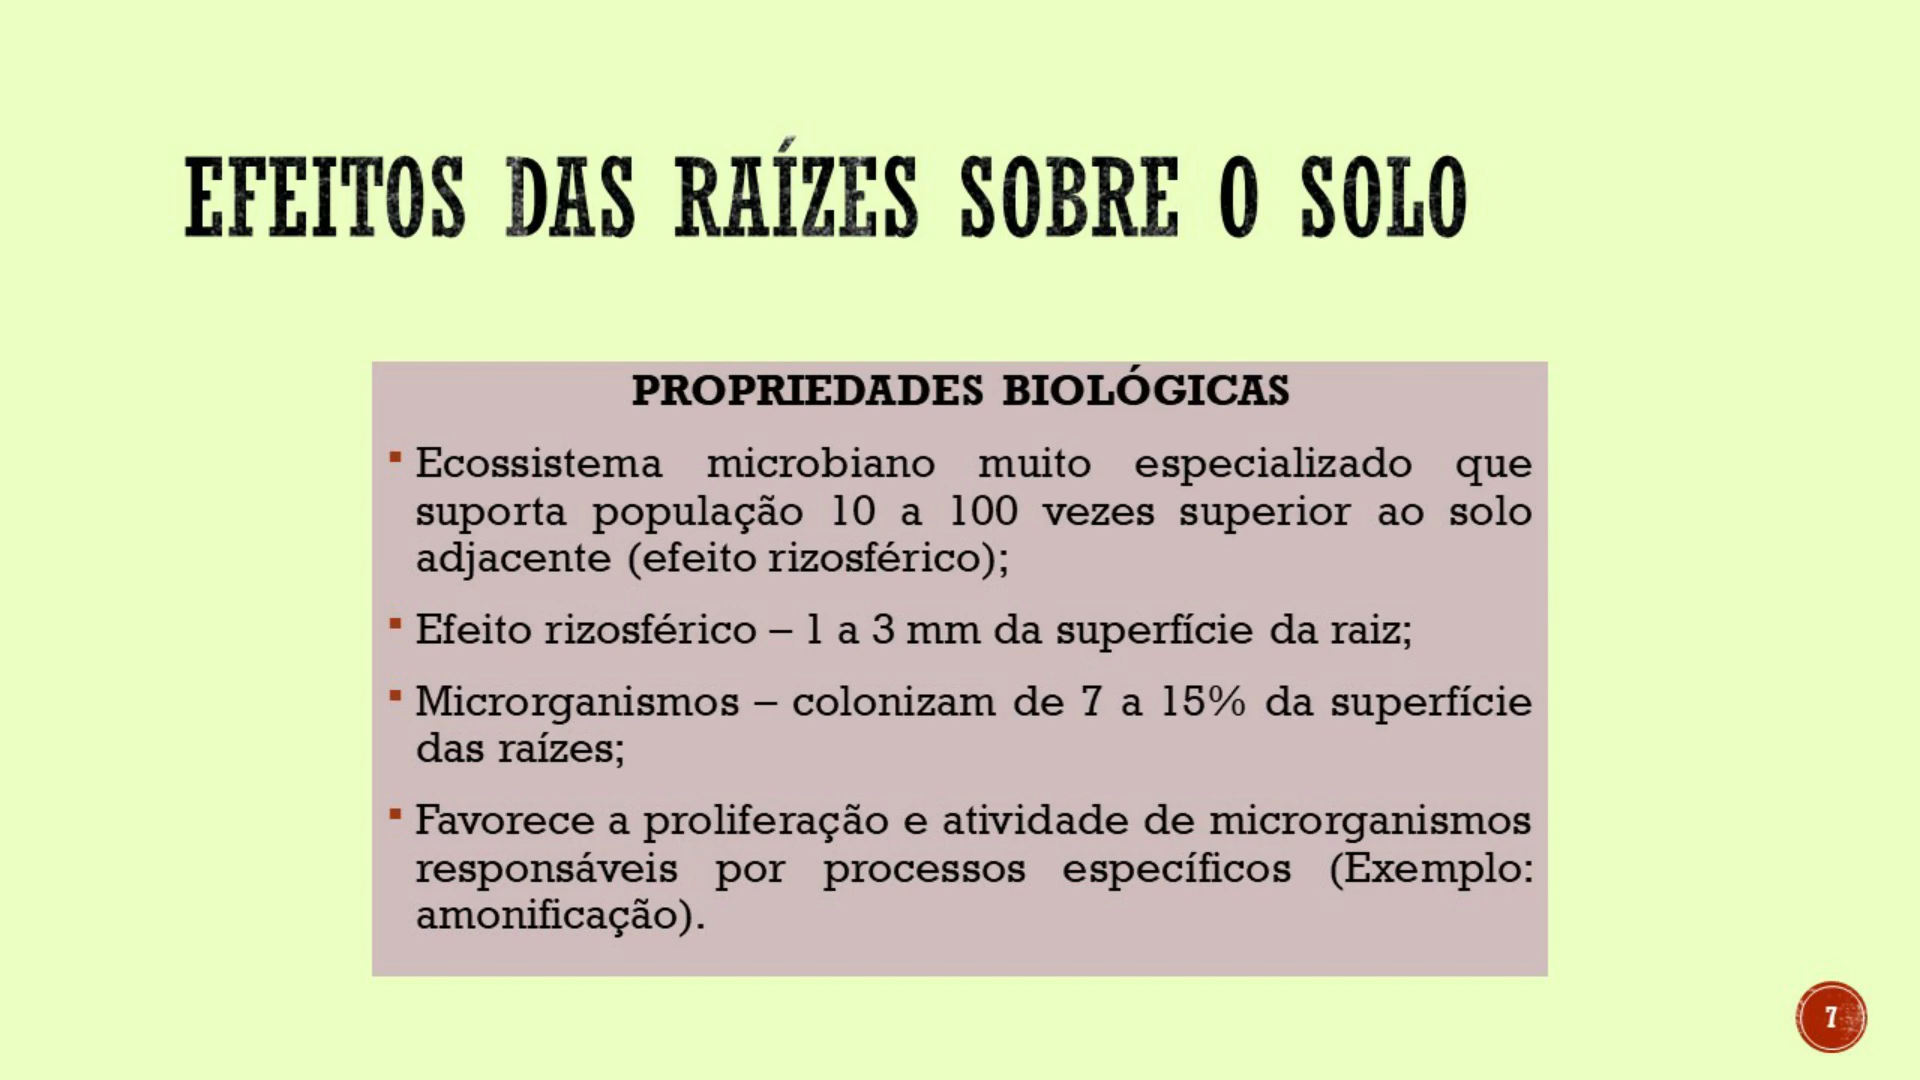 EFEITOS DAS RAÍZES SOBRE O SOLO
PROPRIEDADES BIOLÓGICAS
▪ Ecossistema microbiano muito especializado que
suporta população 10 a 100 vezes superior ao solo
adjacente (efeito rizosférico);
▪ Efeito rizosférico – 1 a 3 mm da superfície da raiz;
▪ Microrganismos – colonizam de 7 a 15% da superfície
das raízes;
▪ Favorece a proliferação e atividade de microrganismos
responsáveis por processos específicos (Exemplo:
amonificação).
7